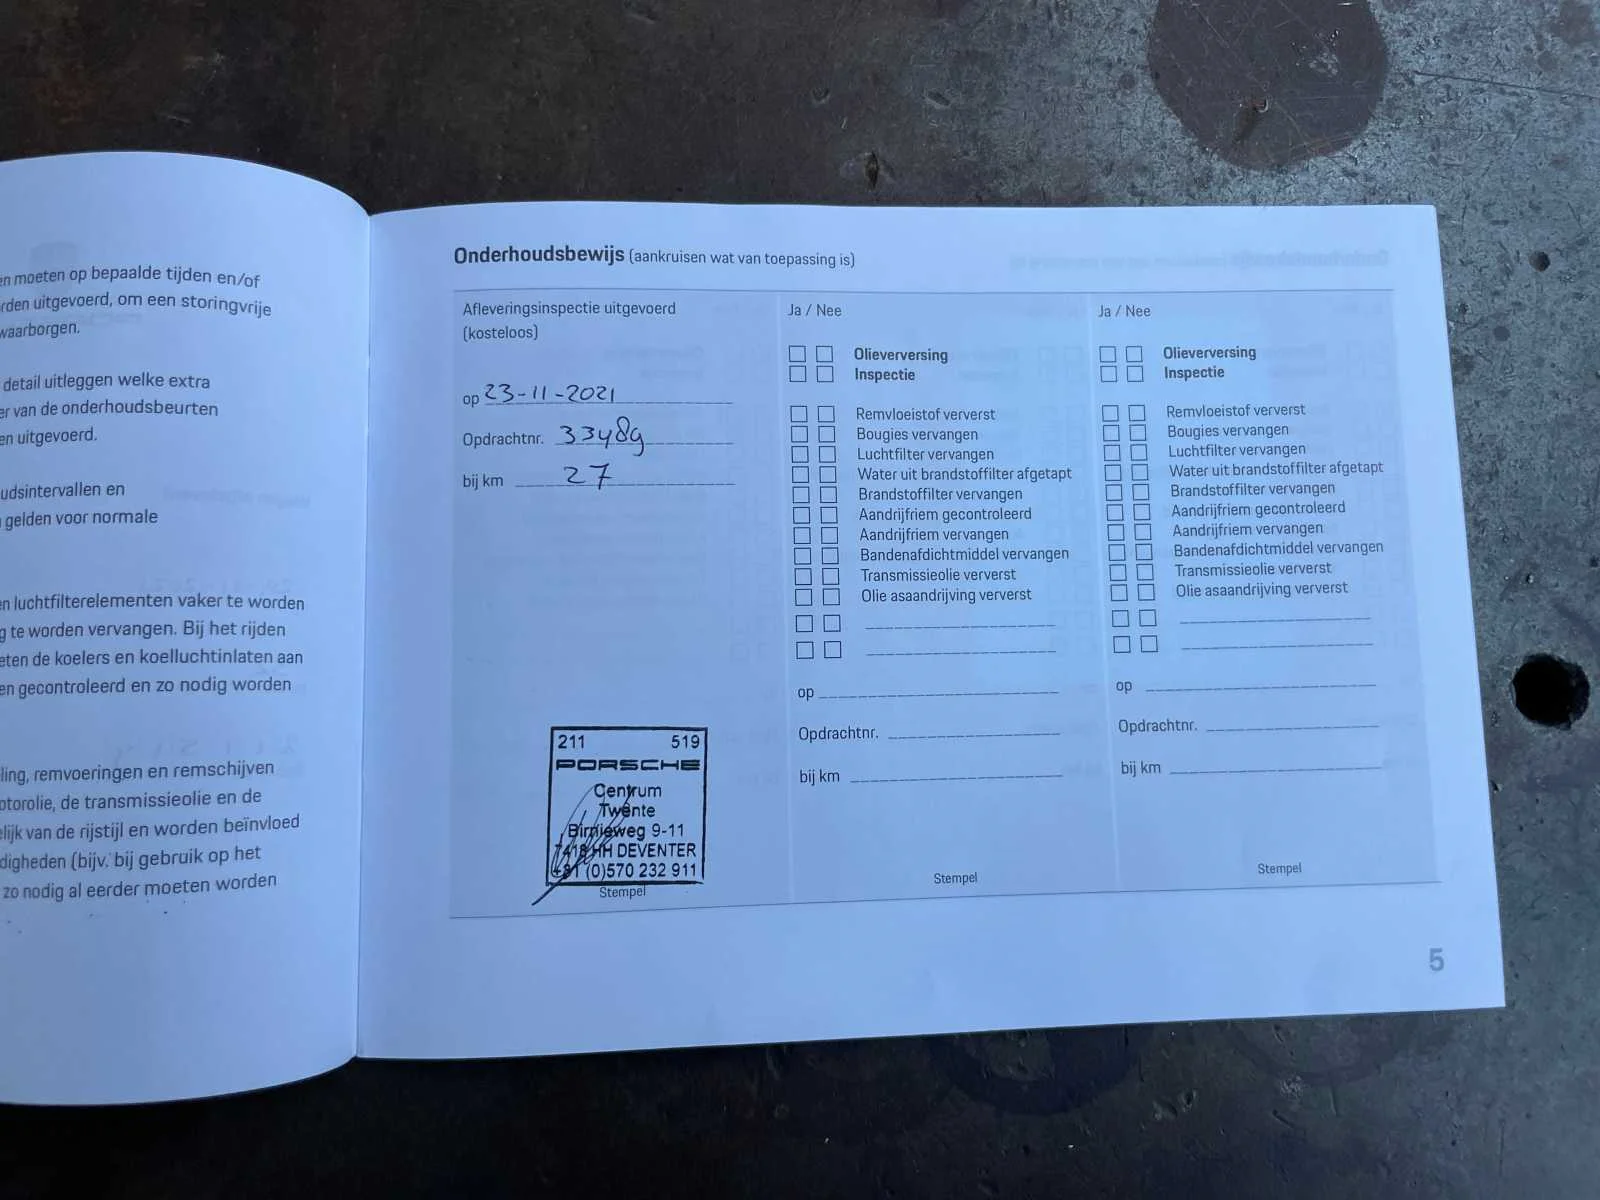 en moeten op bepaalde tijden en/of
rden uitgevoerd, om een storingvrije
waarborgen.
detail uitleggen welke extra
er van de onderhoudsbeurten
en uitgevoerd.
udsintervallen en
gelden voor normale
en luchtfilterelementen vaker te worden
g te worden vervangen. Bij het rijden
eten de koelers en koelluchtinlaten aan
en gecontroleerd en zo nodig worden
ling, remvoeringen en remschijven
otorolie, de transmissieolie en de
elijk van de rijstijl en worden beïnvloed
digheden (bijv. bij gebruik op het
zo nodig al eerder moeten worden
Onderhoudsbewijs (aankruisen wat van toepassing is)
Afleveringsinspectie uitgevoerd
(kosteloos)
op 23-11-2021
Opdrachtnr. 33489
bij km 27
211 519
PORSCHE
Centrum
Twente
Birnieweg 9-11
7418 HH DEVENTER
+31 (0)570 232 911
Stempel
Ja / Nee
Olieverversing
Inspectie
Remvloeistof ververst
Bougies vervangen
Luchtfilter vervangen
Water uit brandstoffilter afgetapt
Brandstoffilter vervangen
Aandrijfriem gecontroleerd
Aandrijfriem vervangen
Bandenafdichtmiddel vervangen
Transmissieolie ververst
Olie asaandrijving ververst
op
Opdrachtnr.
bij km
Stempel
Ja / Nee
Olieverversing
Inspectie
Remvloeistof ververst
Bougies vervangen
Luchtfilter vervangen
Water uit brandstoffilter afgetapt
Brandstoffilter vervangen
Aandrijfriem gecontroleerd
Aandrijfriem vervangen
Bandenafdichtmiddel vervangen
Transmissieolie ververst
Olie asaandrijving ververst
op
Opdrachtnr.
bij km
Stempel
5